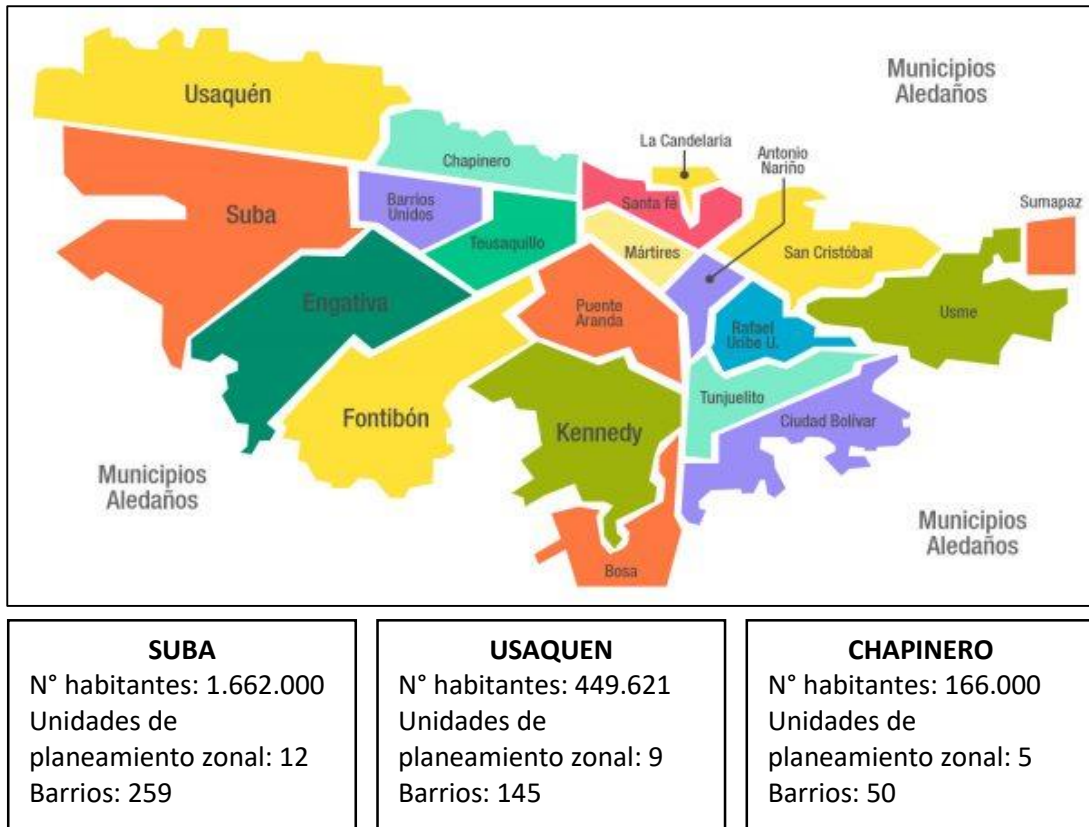 Municipios
Aledaños
Usaquén
La Candelaria
Antonio
Nariño
Chapinero
Sumapaz
Barrios
Unidos
Santa fé
Suba
Teusaquillo
Mártires
San Cristóbal
Engativa
Puente
Aranda
Rafael
Uribe U.
Usme
Tunjuelito
Fontibón
Kennedy
Ciudad Bolívar
Municipios
Aledaños
Municipios
Aledaños
Bosa
SUBA
N° habitantes: 1.662.000
Unidades de
planeamiento zonal: 12
Barrios: 259
USAQUEN
N° habitantes: 449.621
Unidades de
planeamiento zonal: 9
Barrios: 145
CHAPINERO
N° habitantes: 166.000
Unidades de
planeamiento zonal: 5
Barrios: 50